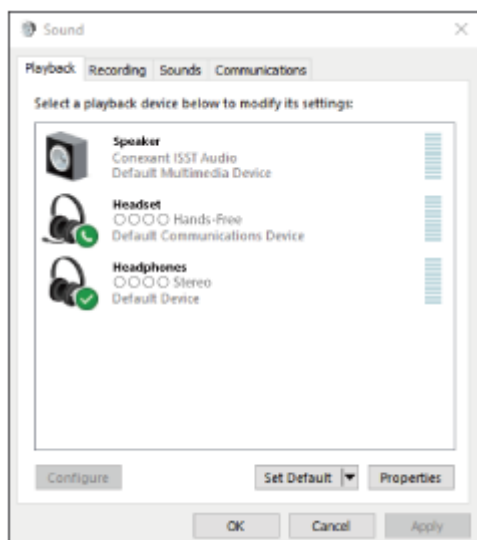 Sound
Playback Recording Sounds Communications
Select a playback device below to modify its settings:
Speaker
Conexant ISST Audio
Default Multimedia Device
Headset
○○○○ Hands-Free
Default Communications Device
Headphones
○○○○ Stereo
Default Device
Configure Set Default Properties
OK Cancel Apply